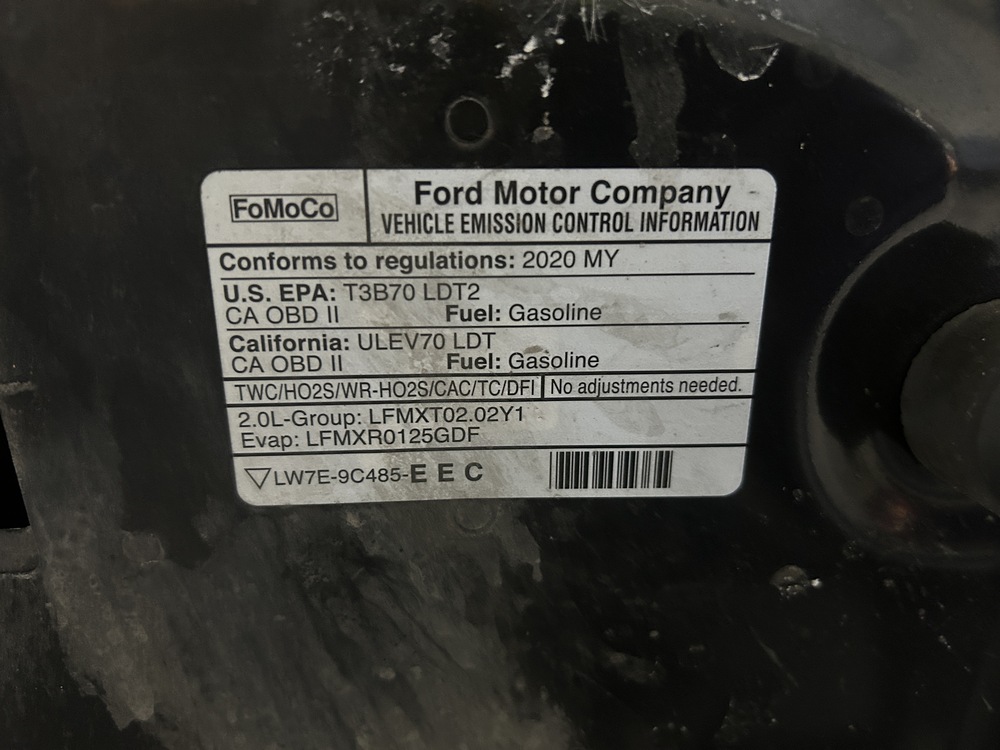 FoMoCo
Ford Motor Company
VEHICLE EMISSION CONTROL INFORMATION
Conforms to regulations: 2020 MY
U.S. EPA: T3B70 LDT2
CA OBD II Fuel: Gasoline
California: ULEV70 LDT
CA OBD II Fuel: Gasoline
TWC/HO2S/WR-HO2S/CAC/TC/DFI No adjustments needed.
2.0L-Group: LFMXT02.02Y1
Evap: LFMXR0125GDF
LW7E-9C485-E E C